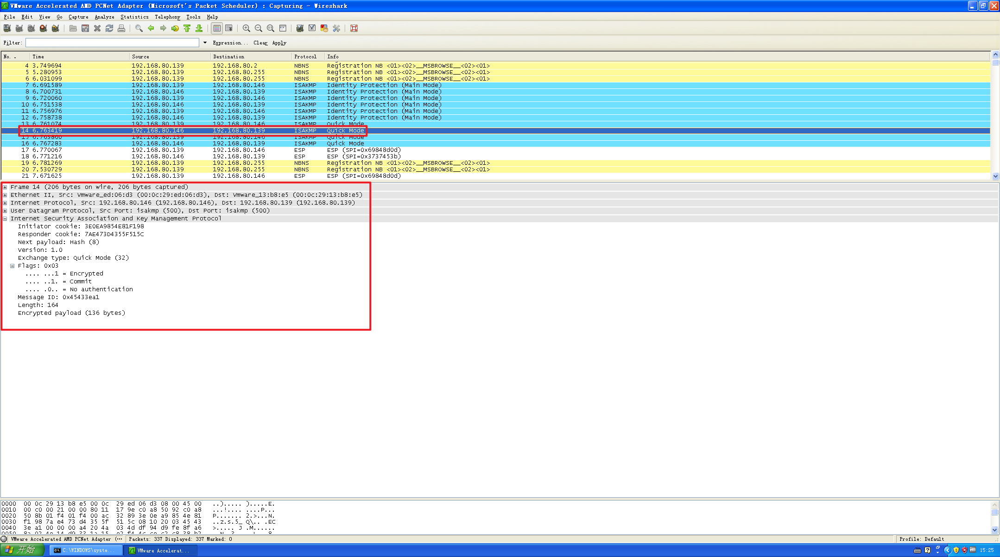 VMware Accelerated AMD PCNet Adapter (Microsoft's Packet Scheduler) : Capturing - Wireshark
File Edit View Go Capture Analyze Statistics Telephony Tools Help
Filter: Expression... Clear Apply
No. . Time Source Destination Protocol Info
4 3.749694 192.168.80.139 192.168.80.2 NBNS Registration NB <01><02>__MSBROWSE__<02><01>
5 5.280953 192.168.80.139 192.168.80.255 NBNS Registration NB <01><02>__MSBROWSE__<02><01>
6 6.031099 192.168.80.139 192.168.80.255 NBNS Registration NB <01><02>__MSBROWSE__<02><01>
7 6.691589 192.168.80.139 192.168.80.146 ISAKMP Identity Protection (Main Mode)
8 6.700731 192.168.80.146 192.168.80.139 ISAKMP Identity Protection (Main Mode)
9 6.720060 192.168.80.139 192.168.80.146 ISAKMP Identity Protection (Main Mode)
10 6.751538 192.168.80.146 192.168.80.139 ISAKMP Identity Protection (Main Mode)
11 6.756976 192.168.80.139 192.168.80.146 ISAKMP Identity Protection (Main Mode)
12 6.758738 192.168.80.146 192.168.80.139 ISAKMP Identity Protection (Main Mode)
13 6.761074 192.168.80.139 192.168.80.146 ISAKMP Quick Mode
14 6.763419 192.168.80.146 192.168.80.139 ISAKMP Quick Mode
15 6.763860 192.168.80.139 192.168.80.146 ISAKMP Quick Mode
16 6.767283 192.168.80.146 192.168.80.139 ISAKMP Quick Mode
17 6.770067 192.168.80.139 192.168.80.146 ESP ESP (SPI=0x69848d0d)
18 6.771216 192.168.80.146 192.168.80.139 ESP ESP (SPI=0x3737453b)
19 6.781269 192.168.80.139 192.168.80.255 NBNS Registration NB <01><02>__MSBROWSE__<02><01>
20 7.530729 192.168.80.139 192.168.80.255 NBNS Registration NB <01><02>__MSBROWSE__<02><01>
21 7.671625 192.168.80.139 192.168.80.146 ESP ESP (SPI=0x69848d0d)
Frame 14 (206 bytes on wire, 206 bytes captured)
Ethernet II, Src: Vmware_ed:06:d3 (00:0c:29:ed:06:d3), Dst: Vmware_13:b8:e5 (00:0c:29:13:b8:e5)
Internet Protocol, Src: 192.168.80.146 (192.168.80.146), Dst: 192.168.80.139 (192.168.80.139)
User Datagram Protocol, Src Port: isakmp (500), Dst Port: isakmp (500)
Internet Security Association and Key Management Protocol
Initiator cookie: 3E0EA9854E81F198
Responder cookie: 7AE473D4355F515C
Next payload: Hash (8)
Version: 1.0
Exchange type: Quick Mode (32)
Flags: 0x03
.... ...1 = Encrypted
.... ..1. = Commit
.... .0.. = No authentication
Message ID: 0x45433ea1
Length: 164
Encrypted payload (136 bytes)
0000 00 0c 29 13 b8 e5 00 0c 29 ed 06 d3 08 00 45 00 ..)..... ).....E.
0010 00 c0 00 21 00 00 80 11 17 9e c0 a8 50 92 c0 a8 ...!.... ....P...
0020 50 8b 01 f4 01 f4 00 ac 32 89 3e 0e a9 85 4e 81 P....... 2.>...N.
0030 f1 98 7a e4 73 d4 35 5f 51 5c 08 10 20 03 45 43 ..z.s.5_ Q\.. .EC
0040 3e a1 00 00 00 a4 20 4a 03 4d df 94 d9 fe 8f a6 >..... J .M......
VMware Accelerated AMD PCNet Adapter (... Packets: 337 Displayed: 337 Marked: 0 Profile: Default
开始 C:\WINDOWS\syste... VMware Accelerat... 15:25